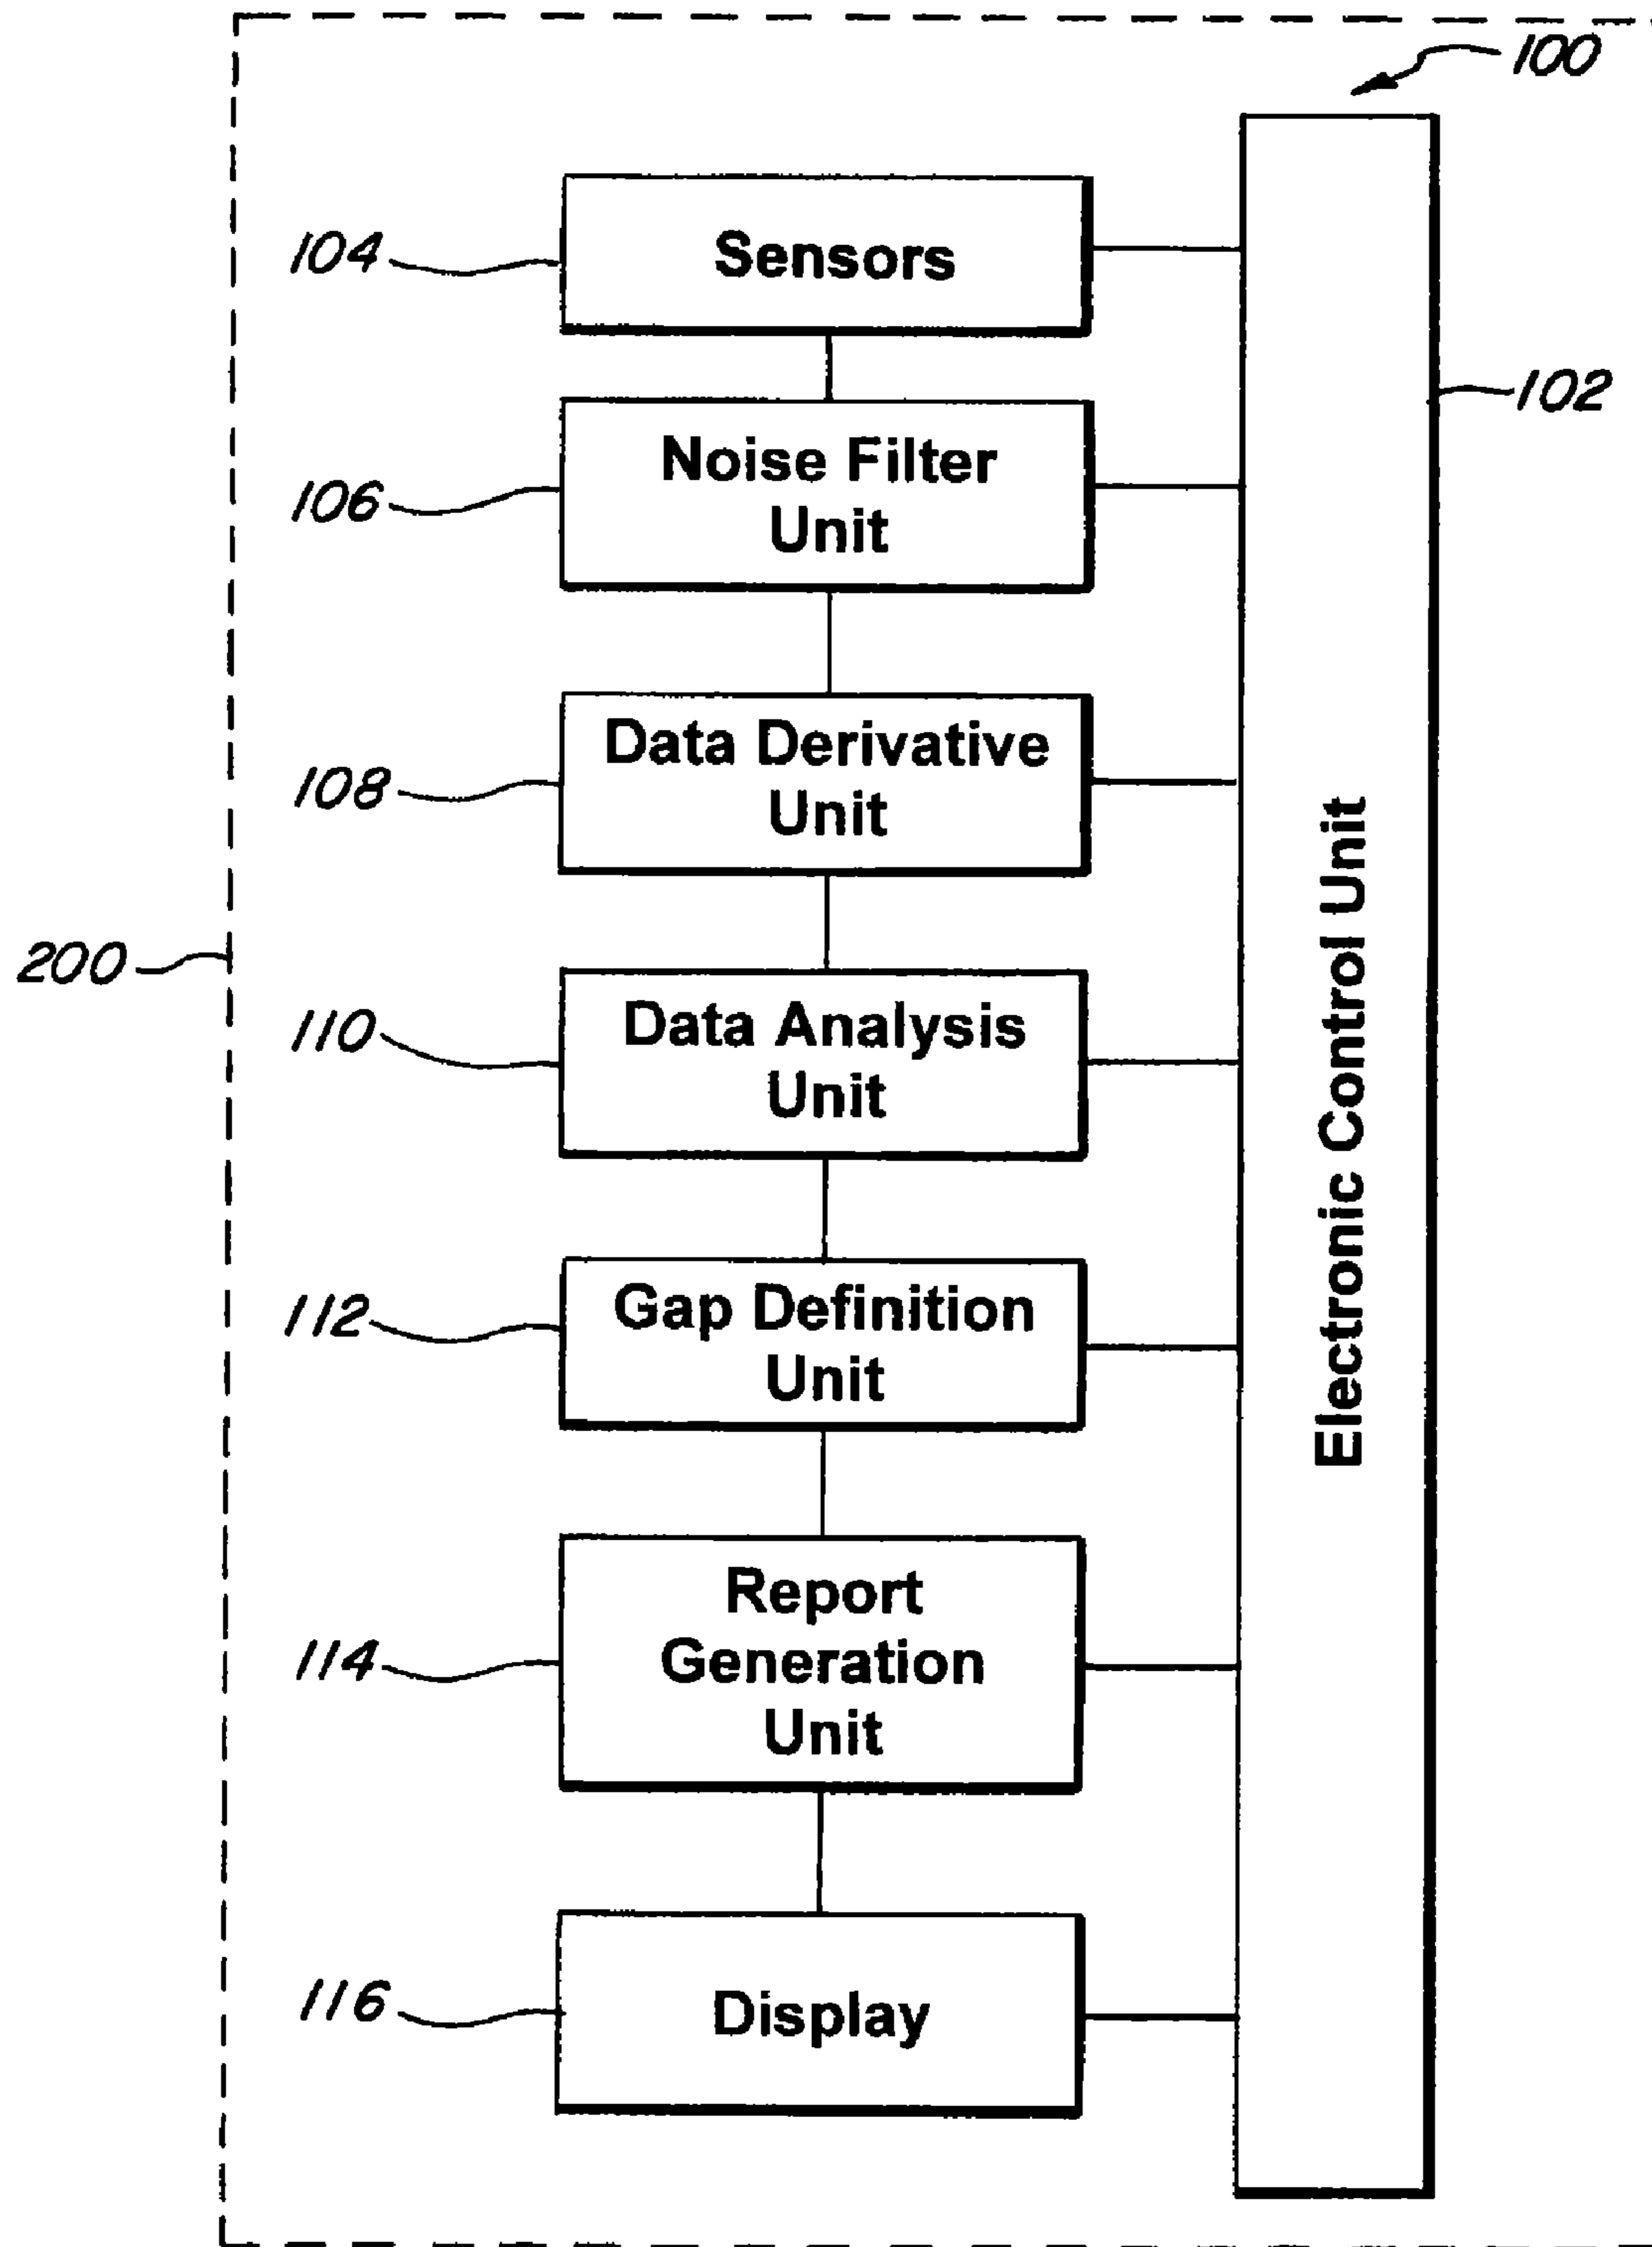 100
104
Sensors
102
106
Noise Filter
Unit
108
Data Derivative
Unit
200
110
Data Analysis
Unit
Electronic Control Unit
112
Gap Definition
Unit
114
Report
Generation
Unit
116
Display